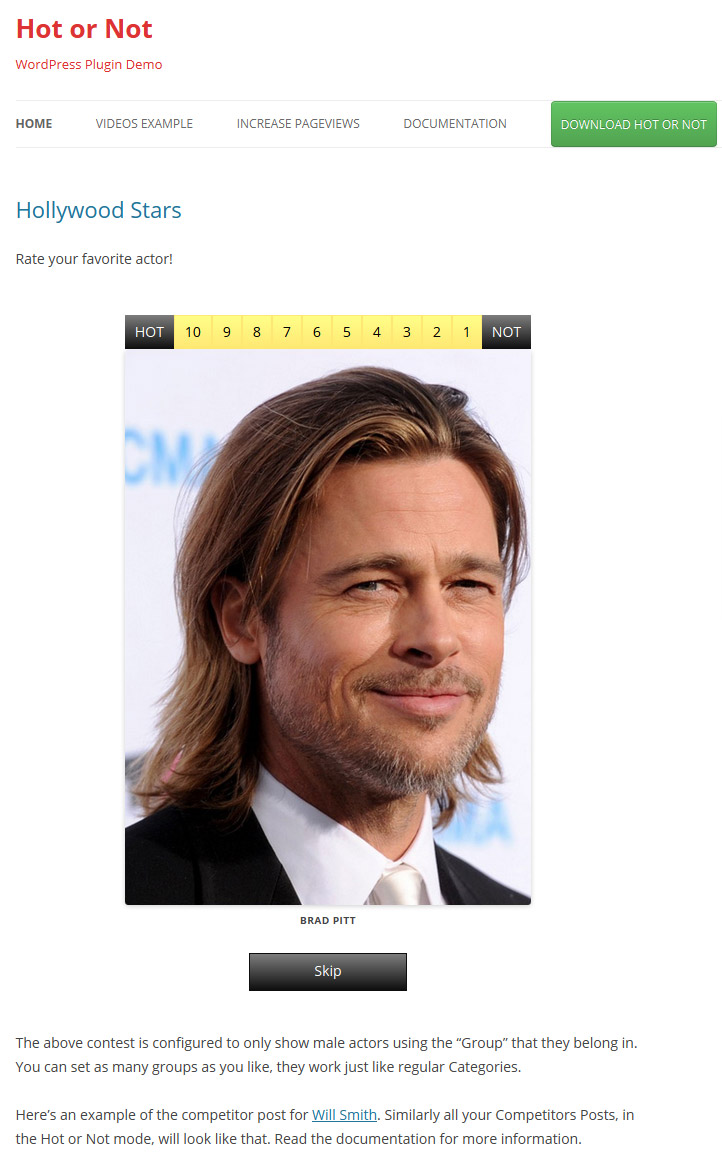 Hot or Not
WordPress Plugin Demo
HOME VIDEOS EXAMPLE INCREASE PAGEVIEWS DOCUMENTATION DOWNLOAD HOT OR NOT
Hollywood Stars
Rate your favorite actor!
HOT 10 9 8 7 6 5 4 3 2 1 NOT
CMA
MA
BRAD PITT
Skip
The above contest is configured to only show male actors using the “Group” that they belong in.
You can set as many groups as you like, they work just like regular Categories.
Here’s an example of the competitor post for Will Smith. Similarly all your Competitors Posts, in
the Hot or Not mode, will look like that. Read the documentation for more information.